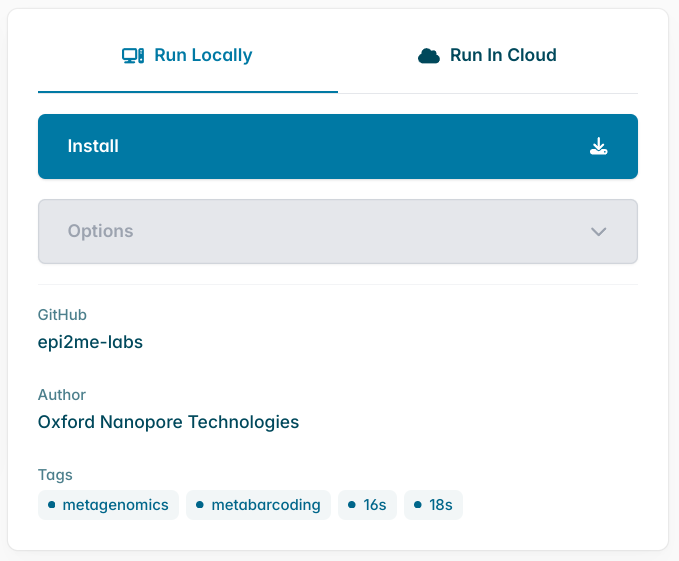 Run Locally
Run In Cloud
Install
Options
GitHub
epi2me-labs
Author
Oxford Nanopore Technologies
Tags
metagenomics metabarcoding 16s 18s